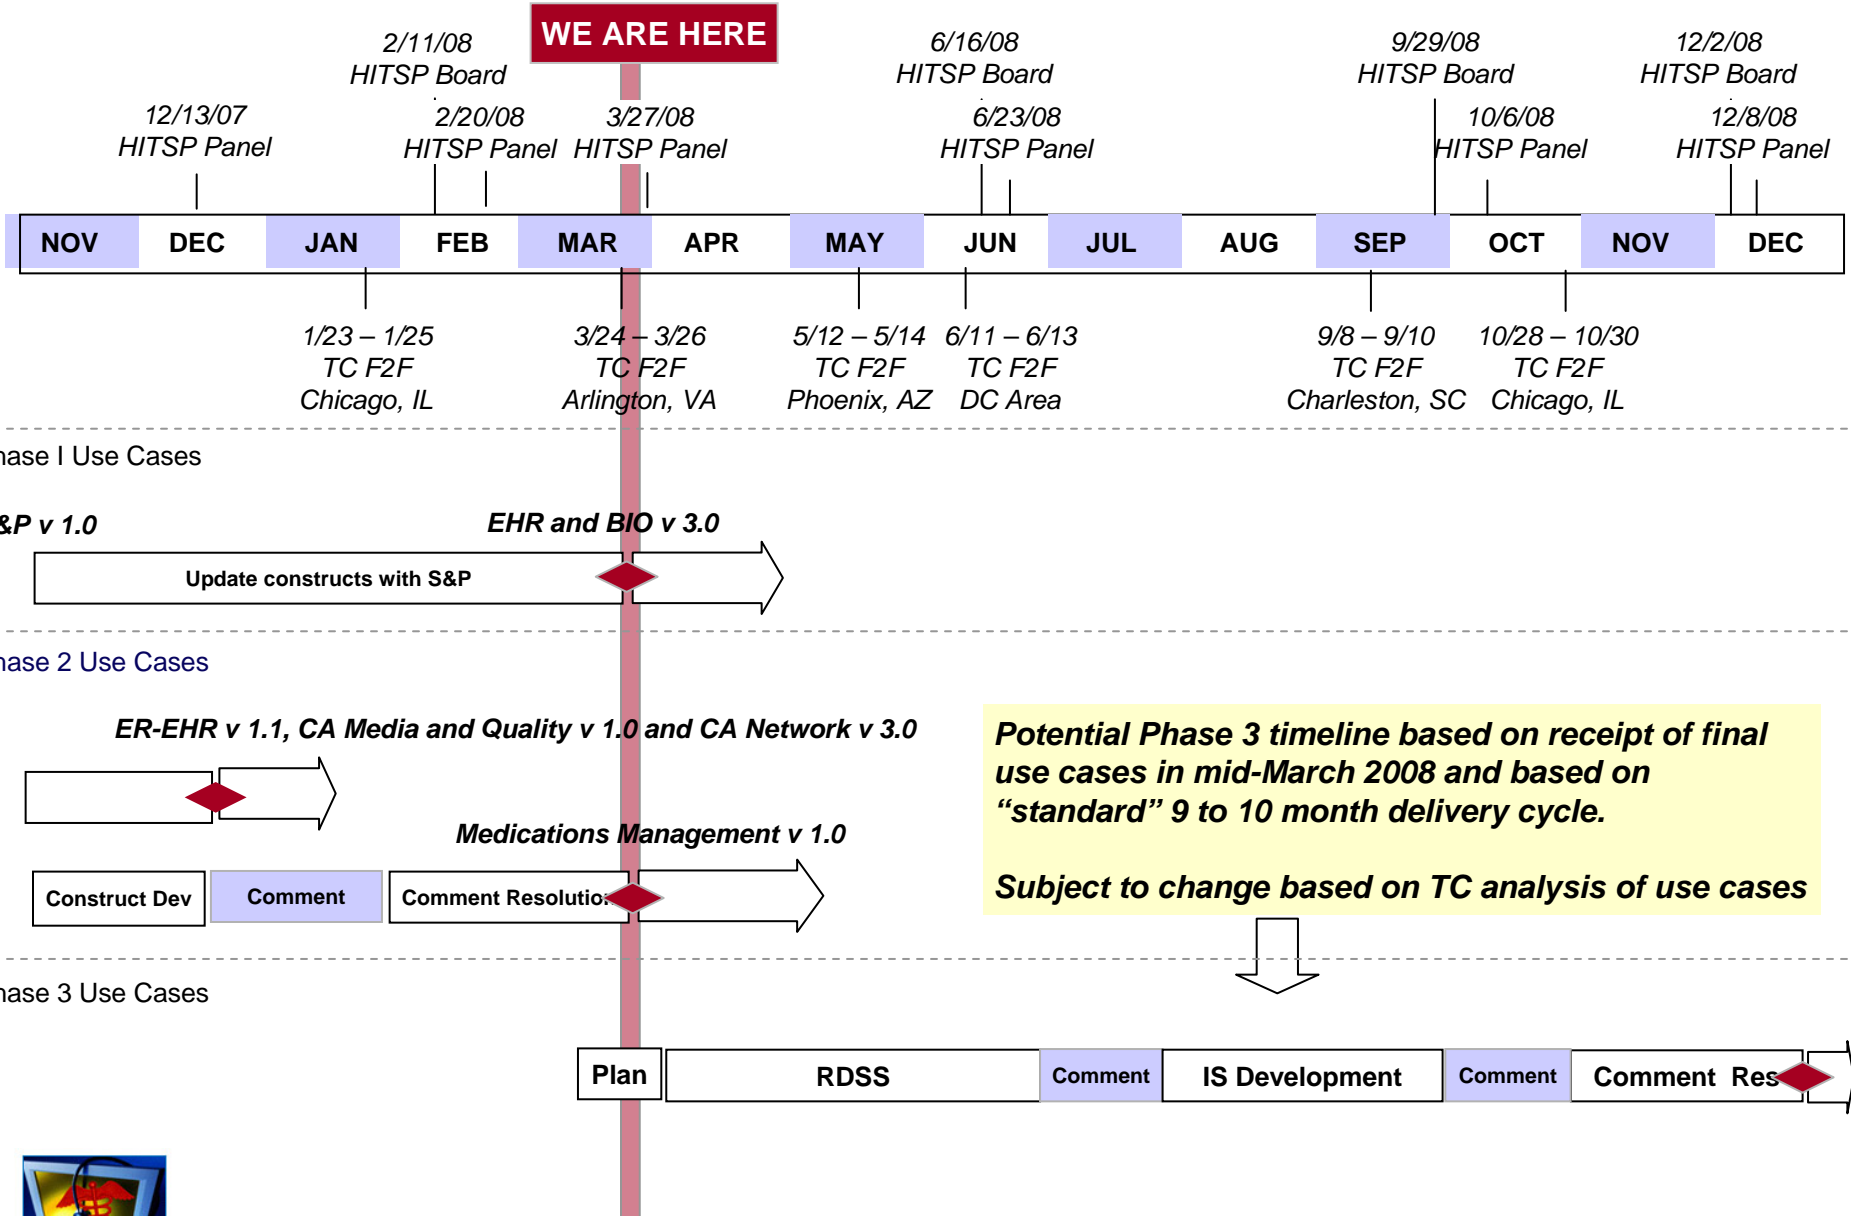 WE ARE HERE
2/11/08
HITSP Board
6/16/08
HITSP Board
9/29/08
HITSP Board
12/2/08
HITSP Board
12/13/07
HITSP Panel
2/20/08
HITSP Panel
3/27/08
HITSP Panel
6/23/08
HITSP Panel
10/6/08
HITSP Panel
12/8/08
HITSP Panel
NOV DEC JAN FEB MAR APR MAY JUN JUL AUG SEP OCT NOV DEC
1/23 – 1/25
TC F2F
Chicago, IL
3/24 – 3/26
TC F2F
Arlington, VA
5/12 – 5/14
TC F2F
Phoenix, AZ
6/11 – 6/13
TC F2F
DC Area
9/8 – 9/10
TC F2F
Charleston, SC
10/28 – 10/30
TC F2F
Chicago, IL
hase I Use Cases
&P v 1.0
EHR and BIO v 3.0
Update constructs with S&P
hase 2 Use Cases
ER-EHR v 1.1, CA Media and Quality v 1.0 and CA Network v 3.0
Medications Management v 1.0
Construct Dev
Comment
Comment Resolution
Potential Phase 3 timeline based on receipt of final
use cases in mid-March 2008 and based on
“standard” 9 to 10 month delivery cycle.
Subject to change based on TC analysis of use cases
hase 3 Use Cases
Plan
RDSS
Comment
IS Development
Comment
Comment Res